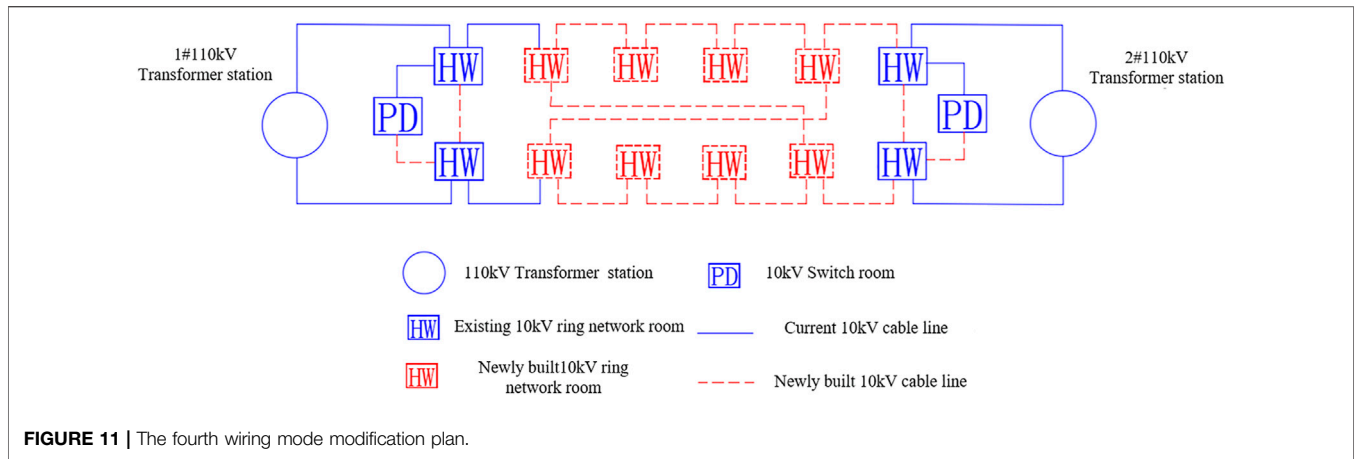 1#110kV
Transformer station
2#110kV
Transformer station
HW HW HW HW HW HW
PD PD
HW HW HW HW HW HW
110kV Transformer station
PD 10kV Switch room
HW Existing 10kV ring network room
Current 10kV cable line
HW Newly built10kV ring
network room
Newly built 10kV cable line
FIGURE 11 | The fourth wiring mode modification plan.